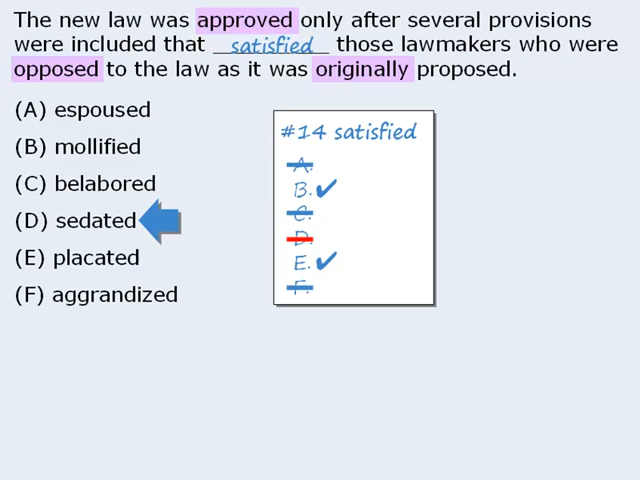 The new law was approved only after several provisions
were included that satisfied those lawmakers who were
opposed to the law as it was originally proposed.
(A) espoused
(B) mollified
(C) belabored
(D) sedated
(E) placated
(F) aggrandized
#14 satisfied
A.
B. ✓
C.
D.
E. ✓
F.